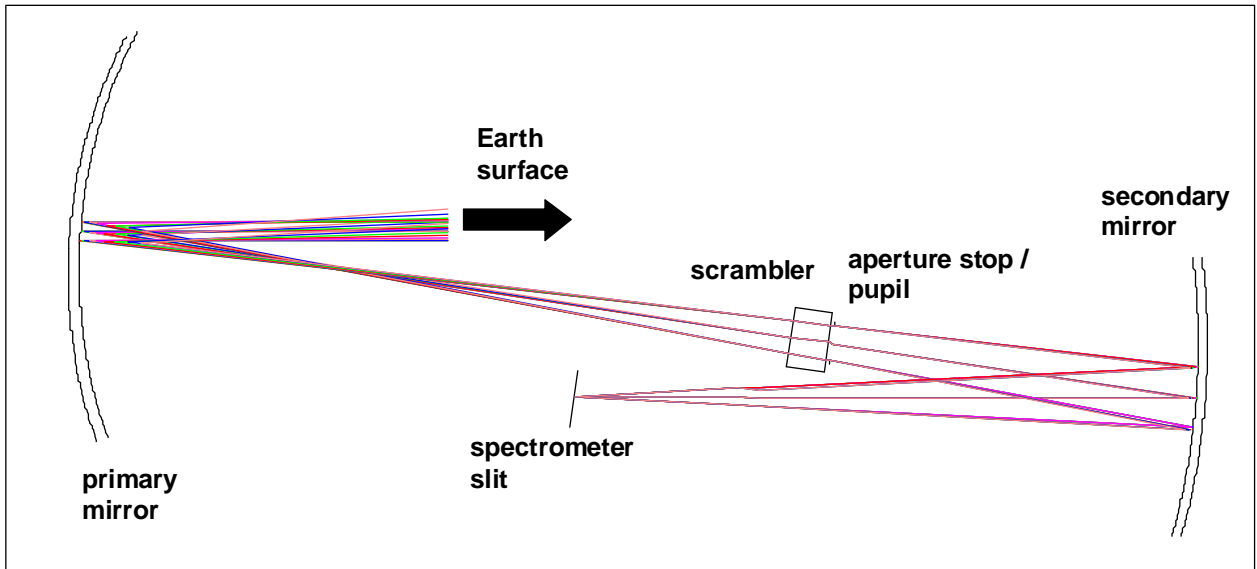 Earth
surface
secondary
mirror
scrambler
aperture stop /
pupil
spectrometer
slit
primary
mirror